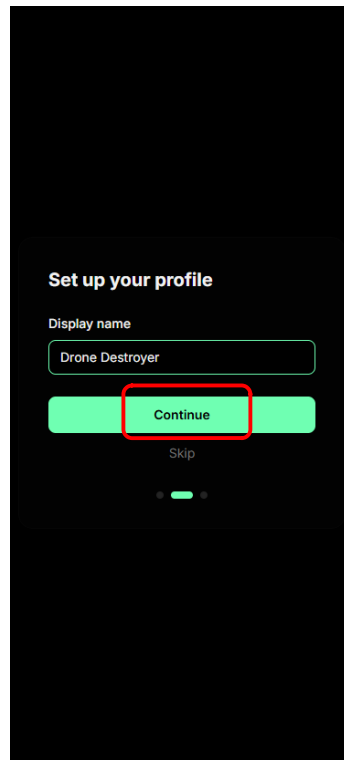 Set up your profile
Display name
Drone Destroyer
Continue
Skip